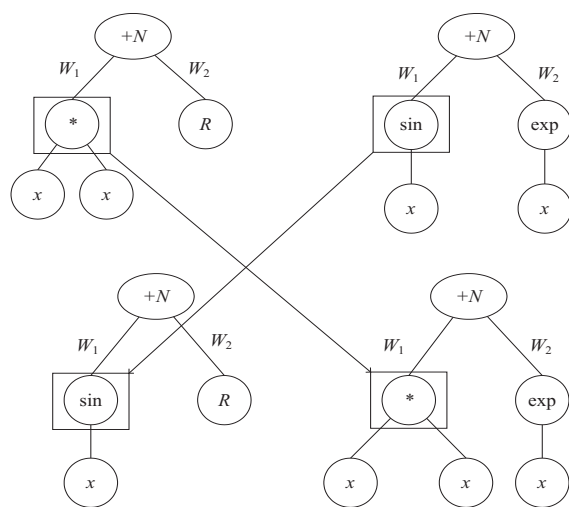 +N +N
W₁ W₂ W₁ W₂
* R sin exp
x x x x
+N +N
W₁ W₂ W₁ W₂
sin R * exp
x x x x